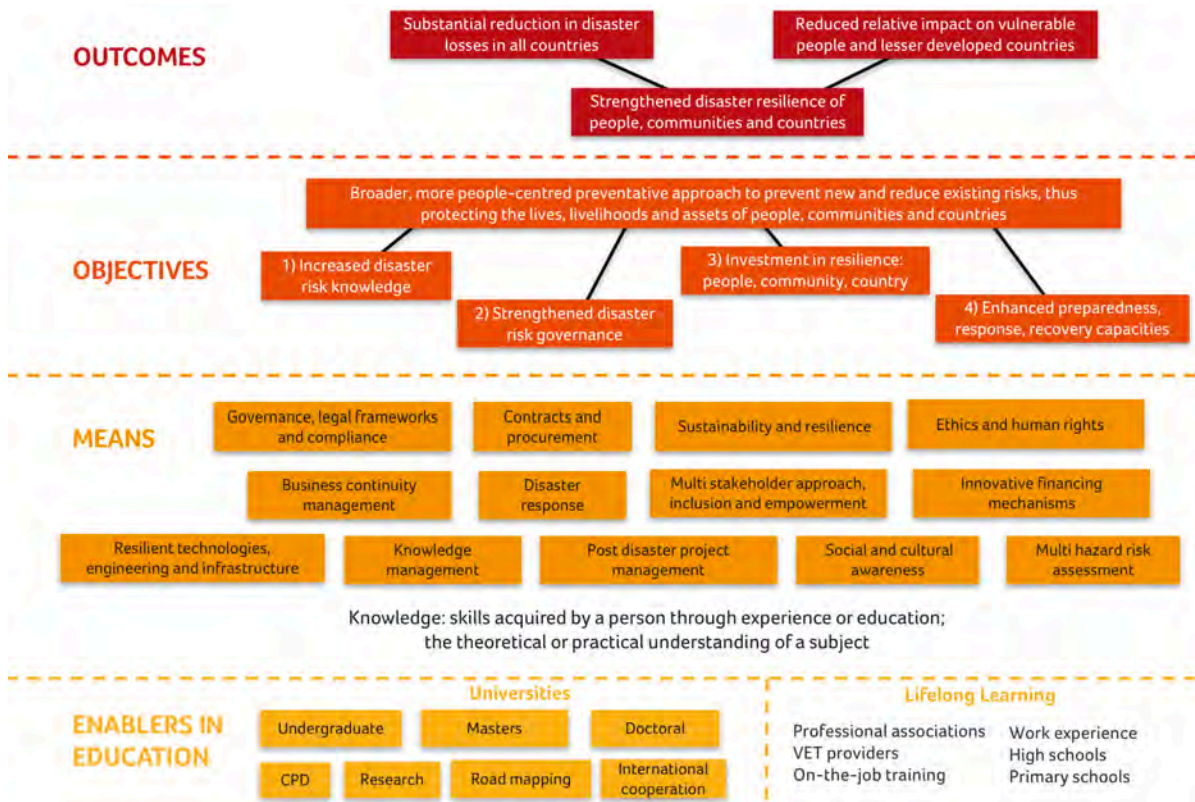 OUTCOMES
Substantial reduction in disaster
losses in all countries
Reduced relative impact on vulnerable
people and lesser developed countries
Strengthened disaster resilience of
people, communities and countries
OBJECTIVES
Broader, more people-centred preventative approach to prevent new and reduce existing risks, thus
protecting the lives, livelihoods and assets of people, communities and countries
1) Increased disaster
risk knowledge
2) Strengthened disaster
risk governance
3) Investment in resilience:
people, community, country
4) Enhanced preparedness,
response, recovery capacities
MEANS
Governance, legal frameworks
and compliance
Contracts and
procurement
Sustainability and resilience
Ethics and human rights
Business continuity
management
Disaster
response
Multi stakeholder approach,
inclusion and empowerment
Innovative financing
mechanisms
Resilient technologies,
engineering and infrastructure
Knowledge
management
Post disaster project
management
Social and cultural
awareness
Multi hazard risk
assessment
Knowledge: skills acquired by a person through experience or education;
the theoretical or practical understanding of a subject
ENABLERS IN
EDUCATION
Universities
Undergraduate
Masters
Doctoral
CPD
Research
Road mapping
International
cooperation
Lifelong Learning
Professional associations
VET providers
On-the-job training
Work experience
High schools
Primary schools